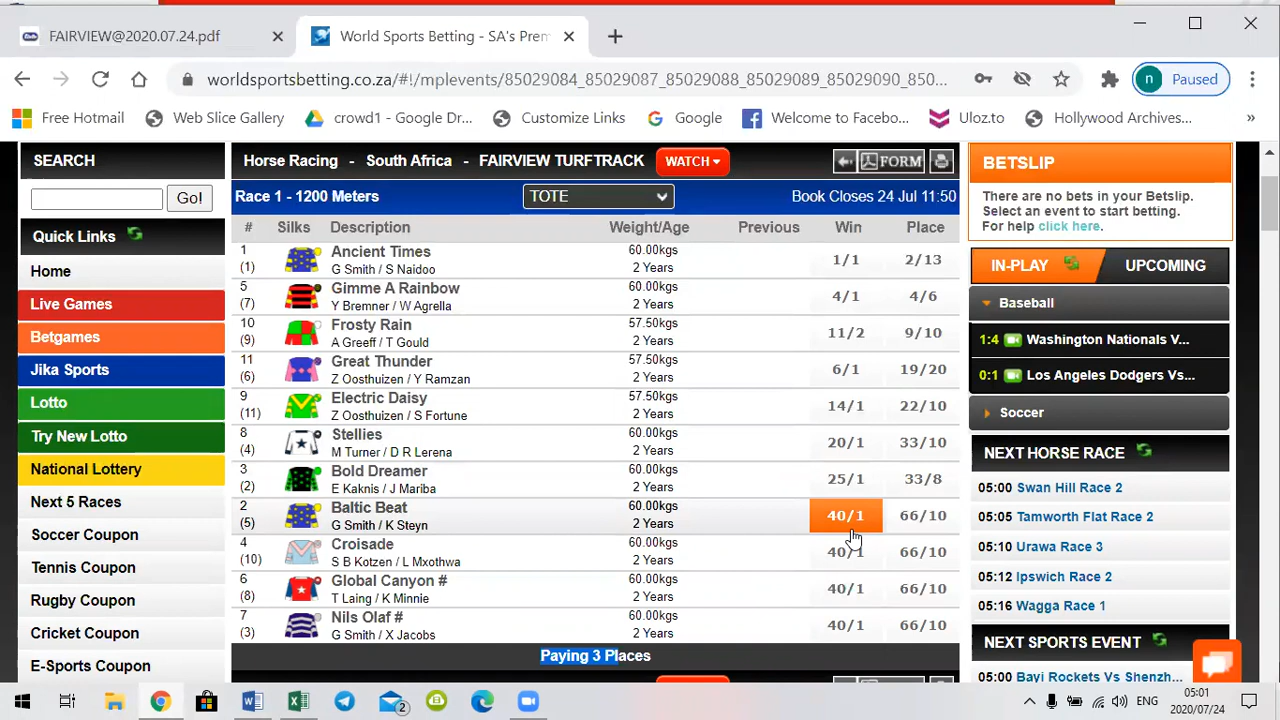 FAIRVIEW@2020.07.24.pdf
World Sports Betting - SA's Prem
worldsportsbetting.co.za/#!/mplevents/85029084_85029087_85029088_85029089_85029090_850...
n Paused
Free Hotmail Web Slice Gallery crowd1 - Google Dr... Customize Links Google Welcome to Facebo... Uloz.to Hollywood Archives... »
SEARCH
Go!
Quick Links
Home
Live Games
Betgames
Jika Sports
Lotto
Try New Lotto
National Lottery
Next 5 Races
Soccer Coupon
Tennis Coupon
Rugby Coupon
Cricket Coupon
E-Sports Coupon
Horse Racing - South Africa - FAIRVIEW TURFTRACK WATCH FORM
Race 1 - 1200 Meters TOTE Book Closes 24 Jul 11:50
# Silks Description Weight/Age Previous Win Place
1 Ancient Times 60.00kgs 1/1 2/13
(1) G Smith / S Naidoo 2 Years
5 Gimme A Rainbow 60.00kgs 4/1 4/6
(7) Y Bremner / W Agrella 2 Years
10 Frosty Rain 57.50kgs 11/2 9/10
(9) A Greeff / T Gould 2 Years
11 Great Thunder 57.50kgs 6/1 19/20
(6) Z Oosthuizen / Y Ramzan 2 Years
9 Electric Daisy 57.50kgs 14/1 22/10
(11) Z Oosthuizen / S Fortune 2 Years
8 Stellies 60.00kgs 20/1 33/10
(4) M Turner / D R Lerena 2 Years
3 Bold Dreamer 60.00kgs 25/1 33/8
(2) E Kaknis / J Mariba 2 Years
2 Baltic Beat 60.00kgs 40/1 66/10
(5) G Smith / K Steyn 2 Years
4 Croisade 60.00kgs 40/1 66/10
(10) S B Kotzen / L Mxothwa 2 Years
6 Global Canyon # 60.00kgs 40/1 66/10
(8) T Laing / K Minnie 2 Years
7 Nils Olaf # 60.00kgs 40/1 66/10
(3) G Smith / X Jacobs 2 Years
Paying 3 Places
BETSLIP
There are no bets in your Betslip.
Select an event to start betting.
For help click here.
IN-PLAY UPCOMING
Baseball
1:4 Washington Nationals V...
0:1 Los Angeles Dodgers Vs...
Soccer
NEXT HORSE RACE
05:00 Swan Hill Race 2
05:05 Tamworth Flat Race 2
05:10 Urawa Race 3
05:12 Ipswich Race 2
05:16 Wagga Race 1
NEXT SPORTS EVENT
05:00 Bayi Rockets Vs Shenzh...
2
ENG
05:01
2020/07/24